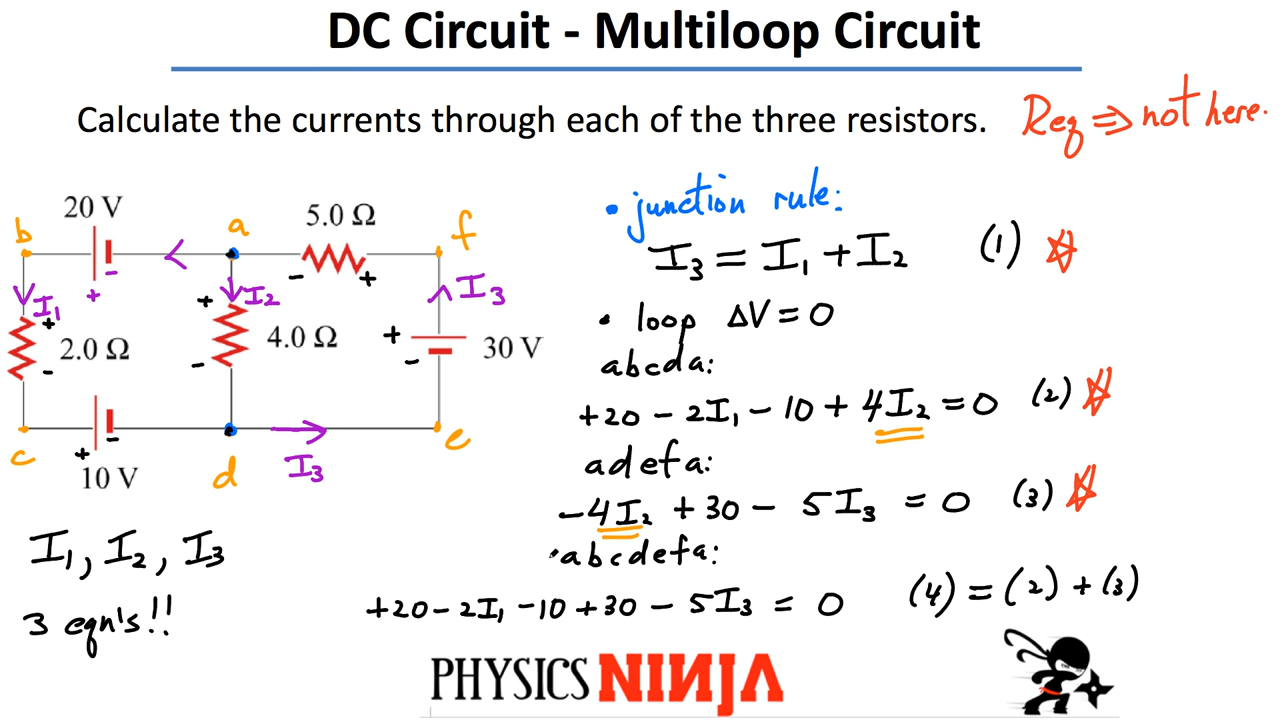 DC Circuit - Multiloop Circuit
Calculate the currents through each of the three resistors.
Req ⇒ not here.
20 V
b
a
5.0 Ω
f
I₁
I₂
I₃
2.0 Ω
4.0 Ω
30 V
c
10 V
d
I₃
e
+ -
+ -
+ -
- +
+ -
+ -
I₁, I₂, I₃
3 eqn's!!
• junction rule:
I₃ = I₁ + I₂ (1)
• loop ΔV = 0
abcda:
+20 - 2I₁ - 10 + 4I₂ = 0 (2)
adefa:
-4I₂ + 30 - 5I₃ = 0 (3)
•abcdefa:
+20 - 2I₁ - 10 + 30 - 5I₃ = 0 (4) = (2) + (3)
PHYSICS NINJA